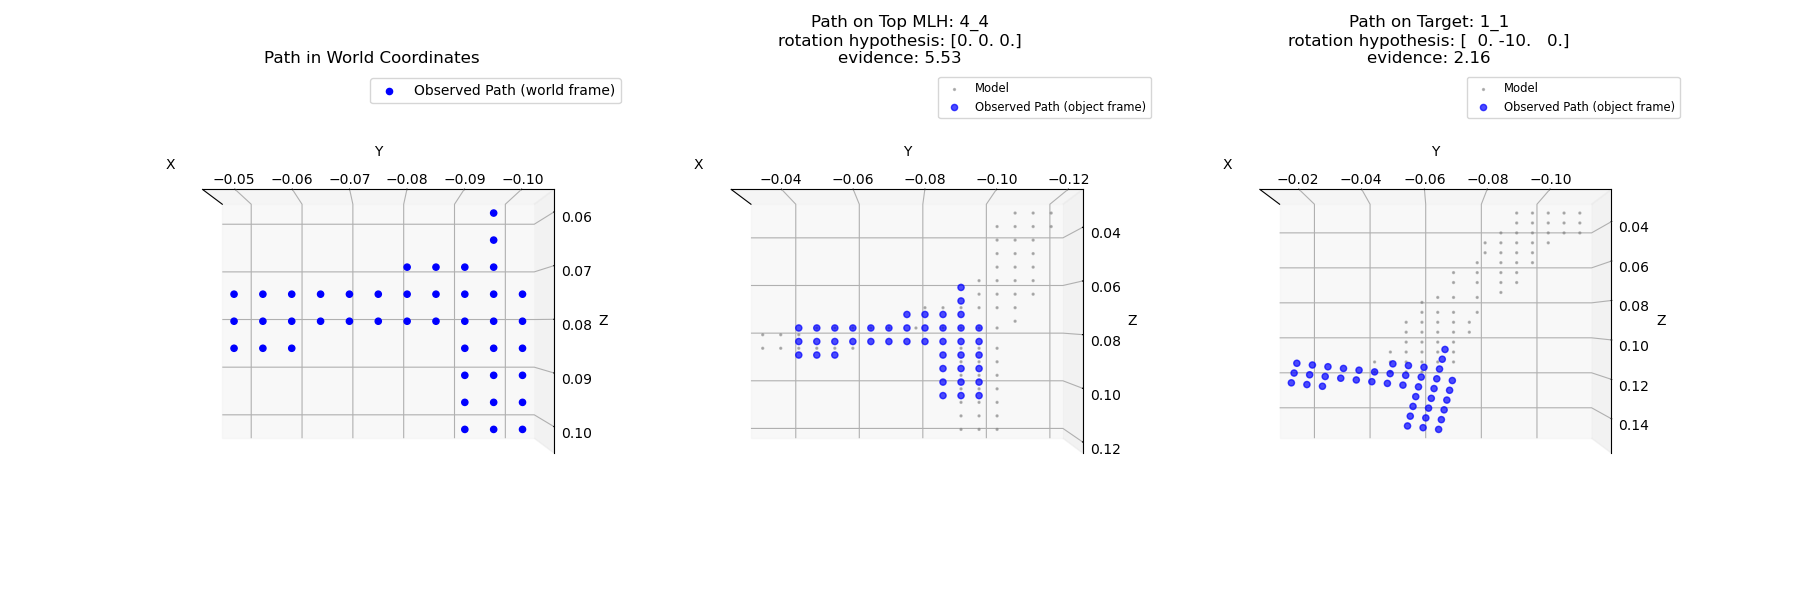 Path in World Coordinates
Observed Path (world frame)
X
Y
−0.05 −0.06 −0.07 −0.08 −0.09 −0.10
0.06
0.07
0.08
0.09
0.10
Z
Path on Top MLH: 4_4
rotation hypothesis: [0. 0. 0.]
evidence: 5.53
Model
Observed Path (object frame)
X
Y
−0.04 −0.06 −0.08 −0.10 −0.12
0.04
0.06
0.08
0.10
0.12
Z
Path on Target: 1_1
rotation hypothesis: [  0. -10.   0.]
evidence: 2.16
Model
Observed Path (object frame)
X
Y
−0.02 −0.04 −0.06 −0.08 −0.10
0.04
0.06
0.08
0.10
0.12
0.14
Z